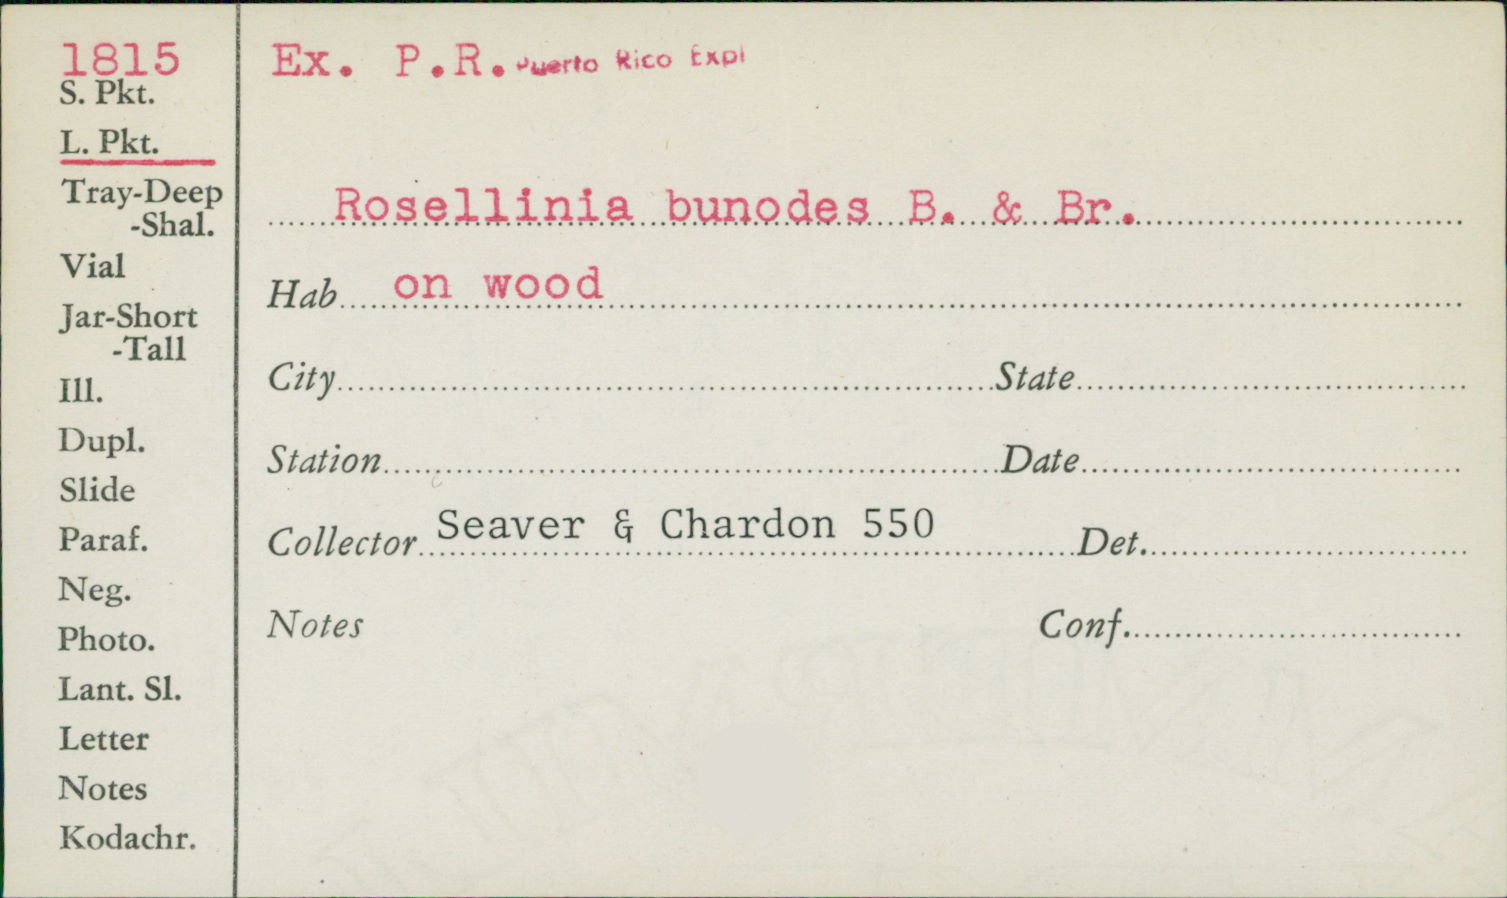 1815
S. Pkt.
L. Pkt.
Tray-Deep
-Shal.
Vial
Jar-Short
-Tall
Ill.
Dupl.
Slide
Paraf.
Neg.
Photo.
Lant. Sl.
Letter
Notes
Kodachr.
Ex. P.R. Puerto Rico Expl
Rosellinia bunodes B. & Br.
Hab on wood
City State
Station Date
Collector Seaver & Chardon 550 Det.
Notes Conf.